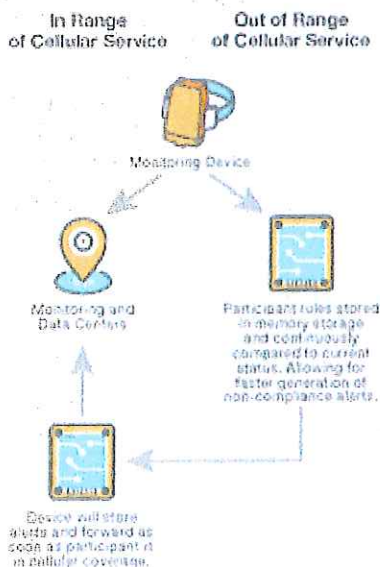 In Range
of Cellular Service
Out of Range
of Cellular Service
Monitoring Device
Monitoring and
Data Centers
Participant rules stored
in memory storage
and continuously
compared to current
status. Allowing for
faster generation of
non-compliance alerts.
Device will store
alerts and forward as
soon as participant is
in cellular coverage.